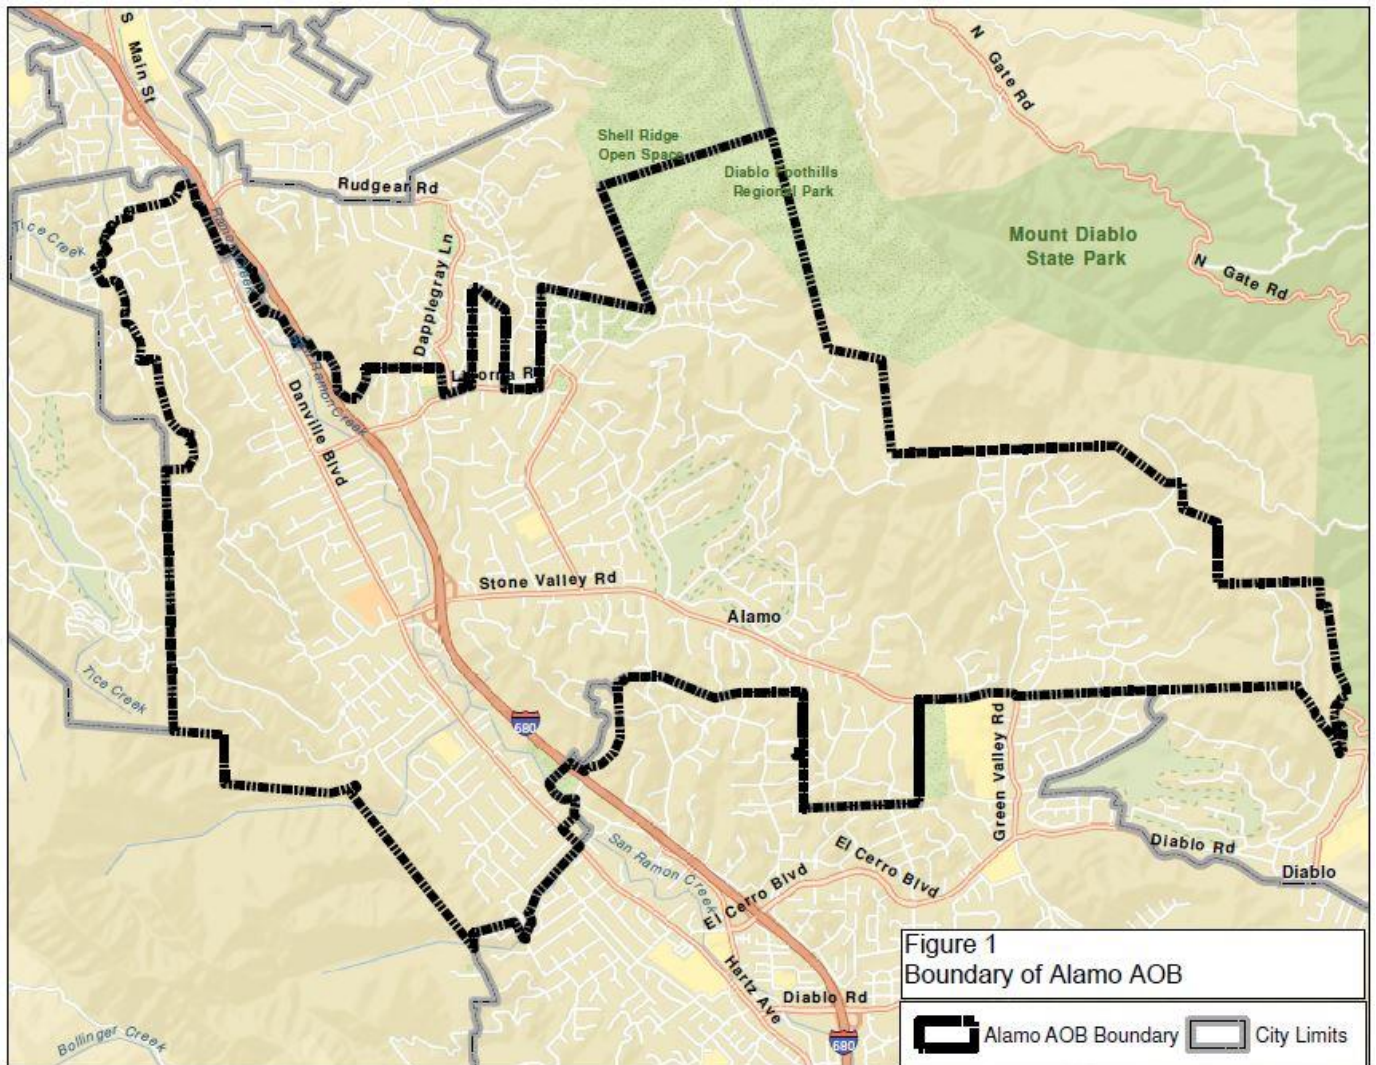 S Main St
N Gate Rd
Shell Ridge
Open Space
Diablo Foothills
Regional Park
Rudgear Rd
Tice Creek
Mount Diablo
State Park
N Gate Rd
Dapplegray Ln
Livorna Rd
Ramon Creek
Danville Blvd
Stone Valley Rd
Alamo
Tice Creek
680
Green Valley Rd
San Ramon Creek
El Cerro Blvd
El Cerro Blvd
Diablo Rd
Diablo
Hartz Ave
Diablo Rd
680
Bollinger Creek
Figure 1
Boundary of Alamo AOB
Alamo AOB Boundary
City Limits